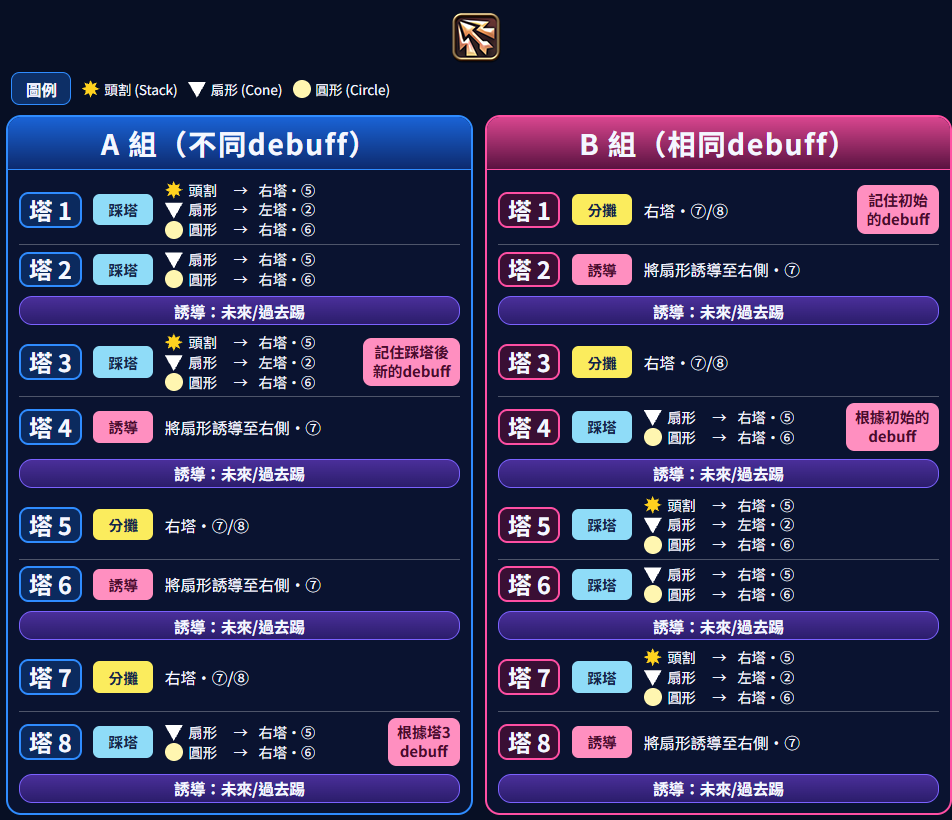 圖例 頭割 (Stack) 扇形 (Cone) 圓形 (Circle)
A 組（不同debuff）
塔 1 踩塔
頭割 → 右塔・⑤
扇形 → 左塔・②
圓形 → 右塔・⑥
塔 2 踩塔
扇形 → 右塔・⑤
圓形 → 右塔・⑥
誘導：未來/過去踢
塔 3 踩塔
頭割 → 右塔・⑤
扇形 → 左塔・②
圓形 → 右塔・⑥
記住踩塔後
新的debuff
塔 4 誘導 將扇形誘導至右側・⑦
誘導：未來/過去踢
塔 5 分攤 右塔・⑦/⑧
塔 6 誘導 將扇形誘導至右側・⑦
誘導：未來/過去踢
塔 7 分攤 右塔・⑦/⑧
塔 8 踩塔
扇形 → 右塔・⑤
圓形 → 右塔・⑥
根據塔3
debuff
誘導：未來/過去踢
B 組（相同debuff）
塔 1 分攤 右塔・⑦/⑧
記住初始
的debuff
塔 2 誘導 將扇形誘導至右側・⑦
誘導：未來/過去踢
塔 3 分攤 右塔・⑦/⑧
塔 4 踩塔
扇形 → 右塔・⑤
圓形 → 右塔・⑥
根據初始的
debuff
誘導：未來/過去踢
塔 5 踩塔
頭割 → 右塔・⑤
扇形 → 左塔・②
圓形 → 右塔・⑥
塔 6 踩塔
扇形 → 右塔・⑤
圓形 → 右塔・⑥
誘導：未來/過去踢
塔 7 踩塔
頭割 → 右塔・⑤
扇形 → 左塔・②
圓形 → 右塔・⑥
塔 8 誘導 將扇形誘導至右側・⑦
誘導：未來/過去踢